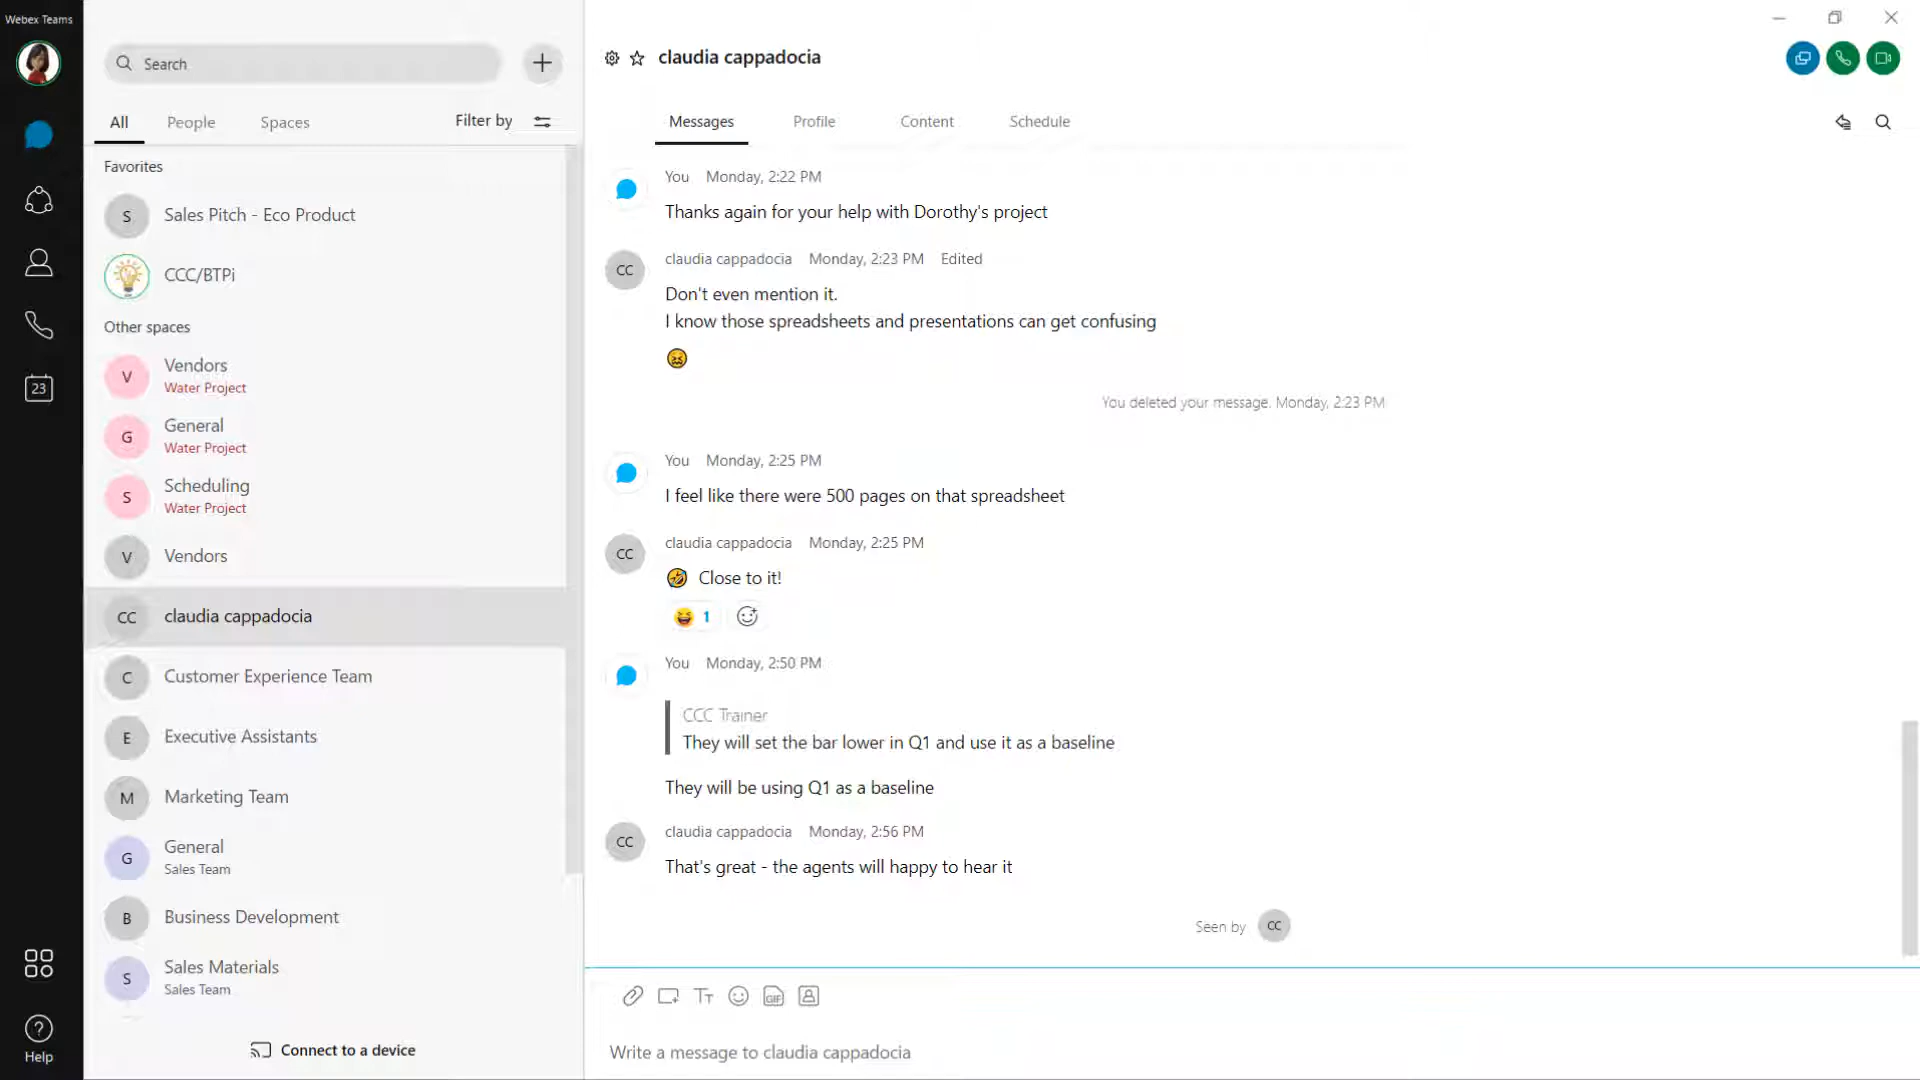 Webex Teams
Search
All
People
Spaces
Filter by
Favorites
S
Sales Pitch - Eco Product
CCC/BTPi
Other spaces
V
Vendors
Water Project
G
General
Water Project
S
Scheduling
Water Project
V
Vendors
CC
claudia cappadocia
C
Customer Experience Team
E
Executive Assistants
M
Marketing Team
G
General
Sales Team
B
Business Development
S
Sales Materials
Sales Team
Connect to a device
23
Help
claudia cappadocia
Messages
Profile
Content
Schedule
You Monday, 2:22 PM
Thanks again for your help with Dorothy's project
CC
claudia cappadocia Monday, 2:23 PM Edited
Don't even mention it.
I know those spreadsheets and presentations can get confusing
You deleted your message. Monday, 2:23 PM
You Monday, 2:25 PM
I feel like there were 500 pages on that spreadsheet
CC
claudia cappadocia Monday, 2:25 PM
Close to it!
1
You Monday, 2:50 PM
CCC Trainer
They will set the bar lower in Q1 and use it as a baseline
They will be using Q1 as a baseline
CC
claudia cappadocia Monday, 2:56 PM
That's great - the agents will happy to hear it
Seen by CC
GIF
Write a message to claudia cappadocia